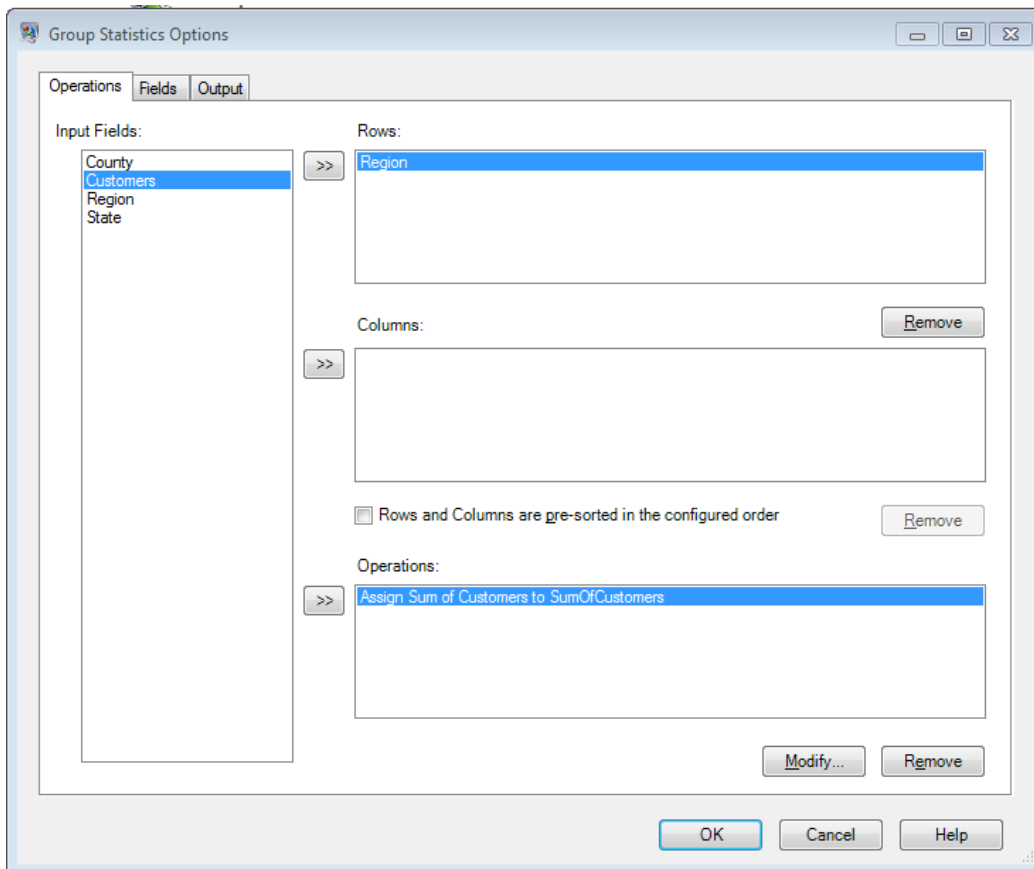 Group Statistics Options
Operations Fields Output
Input Fields:
County
Customers
Region
State
>>
Rows:
Region
Remove
Columns:
>>
Rows and Columns are pre-sorted in the configured order
Remove
Operations:
>>
Assign Sum of Customers to SumOfCustomers
Modify... Remove
OK Cancel Help